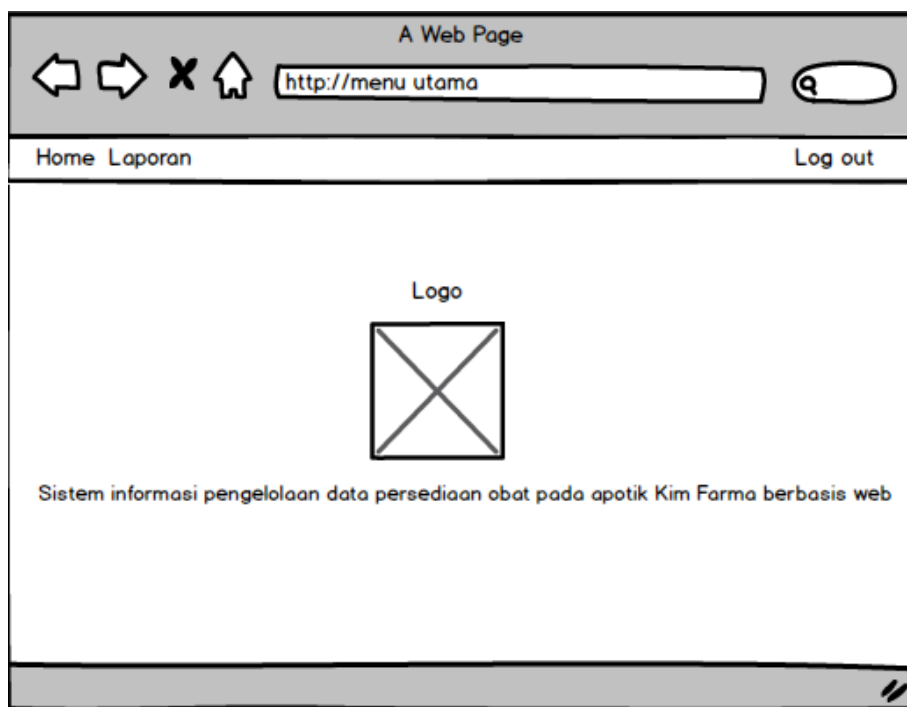 A Web Page
http://menu utama
Home Laporan Log out
Logo
Sistem informasi pengelolaan data persediaan obat pada apotik Kim Farma berbasis web